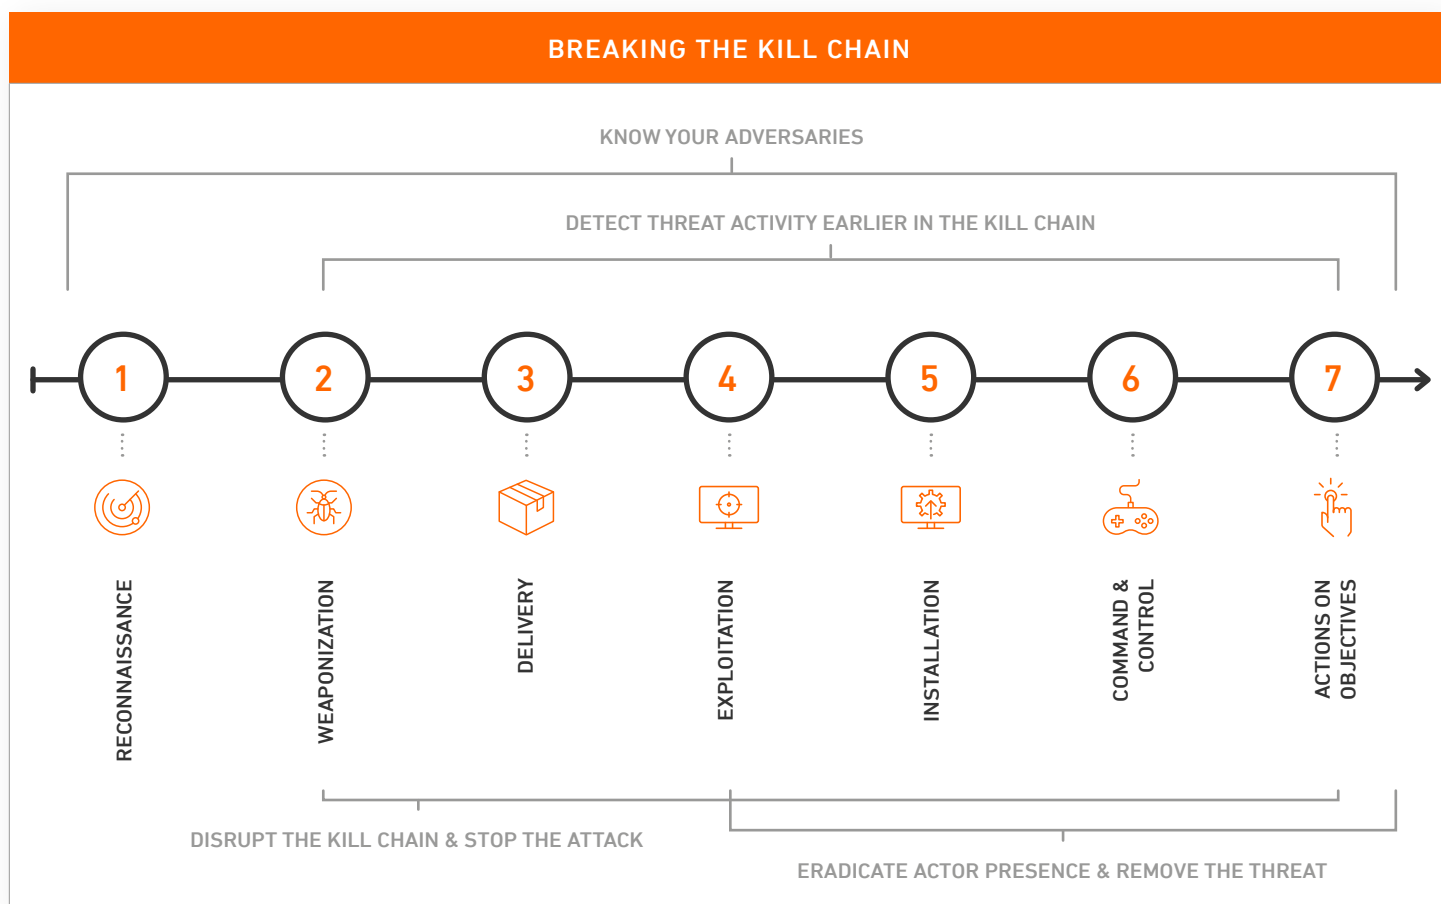 BREAKING THE KILL CHAIN
KNOW YOUR ADVERSARIES
DETECT THREAT ACTIVITY EARLIER IN THE KILL CHAIN
1
2
3
4
5
6
7
RECONNAISSANCE
WEAPONIZATION
DELIVERY
EXPLOITATION
INSTALLATION
COMMAND &
CONTROL
ACTIONS ON
OBJECTIVES
DISRUPT THE KILL CHAIN & STOP THE ATTACK
ERADICATE ACTOR PRESENCE & REMOVE THE THREAT